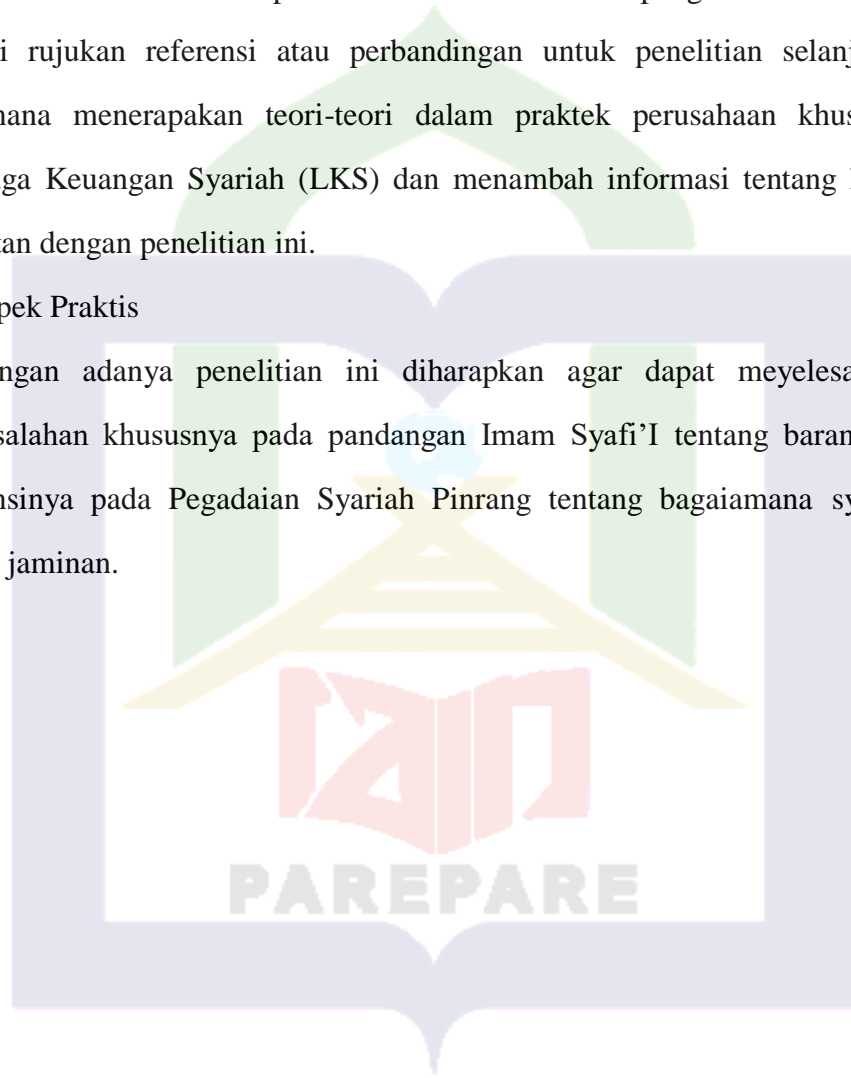 i rujukan referensi atau perbandingan untuk penelitian selanj
nana menerapakan teori-teori dalam praktek perusahaan khus
ga Keuangan Syariah (LKS) dan menambah informasi tentang
tan dengan penelitian ini.
pek Praktis
ngan adanya penelitian ini diharapkan agar dapat meyelesa
salahan khususnya pada pandangan Imam Syafi’I tentang baran
nsinya pada Pegadaian Syariah Pinrang tentang bagaiamana sy
jaminan.
PAREPARE